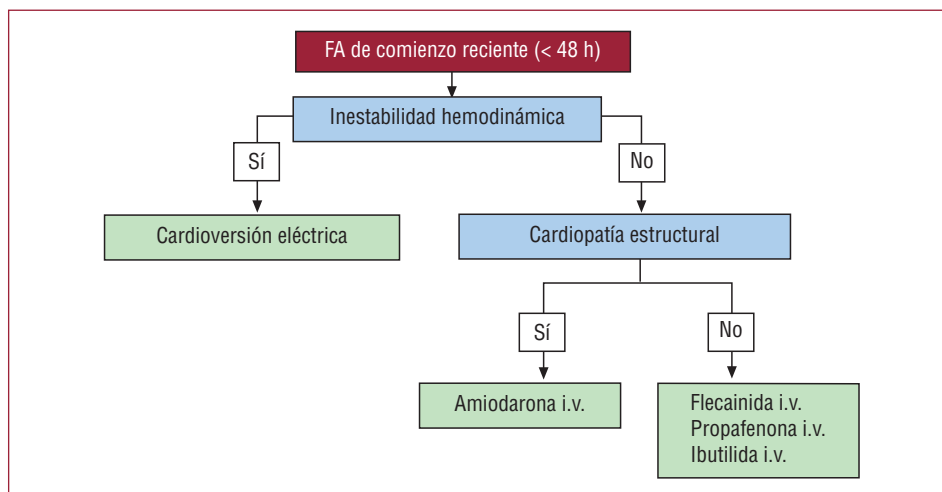 FA de comienzo reciente (< 48 h)
Inestabilidad hemodinámica
Sí
No
Cardioversión eléctrica
Cardiopatía estructural
Sí
No
Amiodarona i.v.
Flecainida i.v.
Propafenona i.v.
Ibutilida i.v.